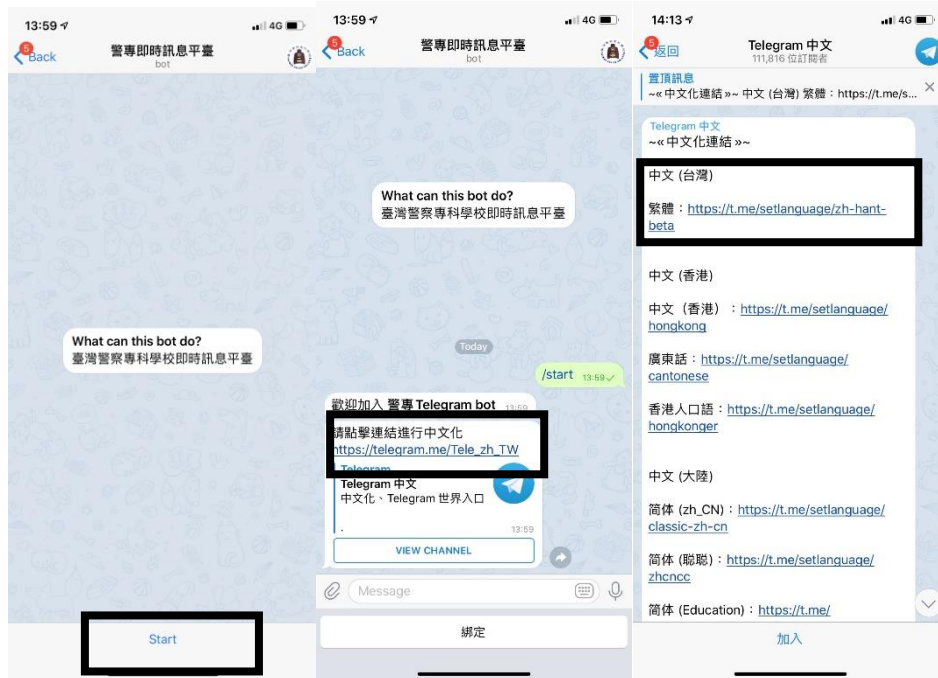 13:59
4G
5
Back
警専即時訊息平臺
bot
What can this bot do?
臺灣警察專科學校即時訊息平臺
Start
13:59
4G
5
Back
警専即時訊息平臺
bot
What can this bot do?
臺灣警察專科學校即時訊息平臺
Today
/start 13:59
歡迎加入 警專 Telegram bot 13:59
請點擊連結進行中文化
https://telegram.me/Tele_zh_TW
Telegram
Telegram 中文
中文化、Telegram 世界入口
.
13:59
VIEW CHANNEL
Message
綁定
14:13
4G
5
返回
Telegram 中文
111,816 位訂閱者
置頂訊息
~« 中文化連結 »~ 中文 (台灣) 繁體：https://t.me/s...
Telegram 中文
~« 中文化連結 »~
中文 (台灣)
繁體：https://t.me/setlanguage/zh-hant-
beta
中文 (香港)
中文（香港）：https://t.me/setlanguage/
hongkong
廣東話：https://t.me/setlanguage/
cantonese
香港人口語：https://t.me/setlanguage/
hongkonger
中文 (大陸)
简体 (zh_CN)：https://t.me/setlanguage/
classic-zh-cn
简体 (聪聪)：https://t.me/setlanguage/
zhcncc
简体 (Education)：https://t.me/
加入